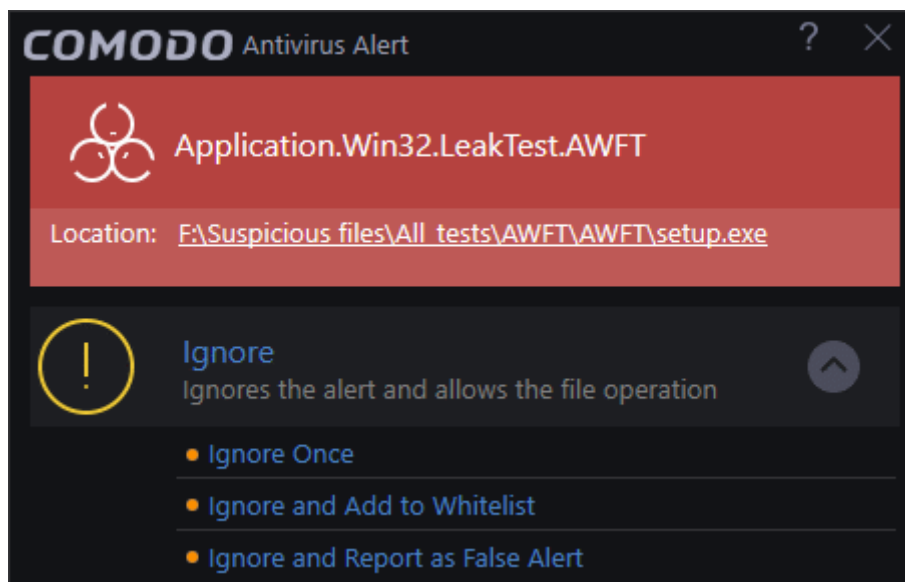 COMODO Antivirus Alert ?
Application.Win32.LeakTest.AWFT
Location: F:\Suspicious files\All_tests\AWFT\AWFT\setup.exe
!
Ignore
Ignores the alert and allows the file operation
Ignore Once
Ignore and Add to Whitelist
Ignore and Report as False Alert